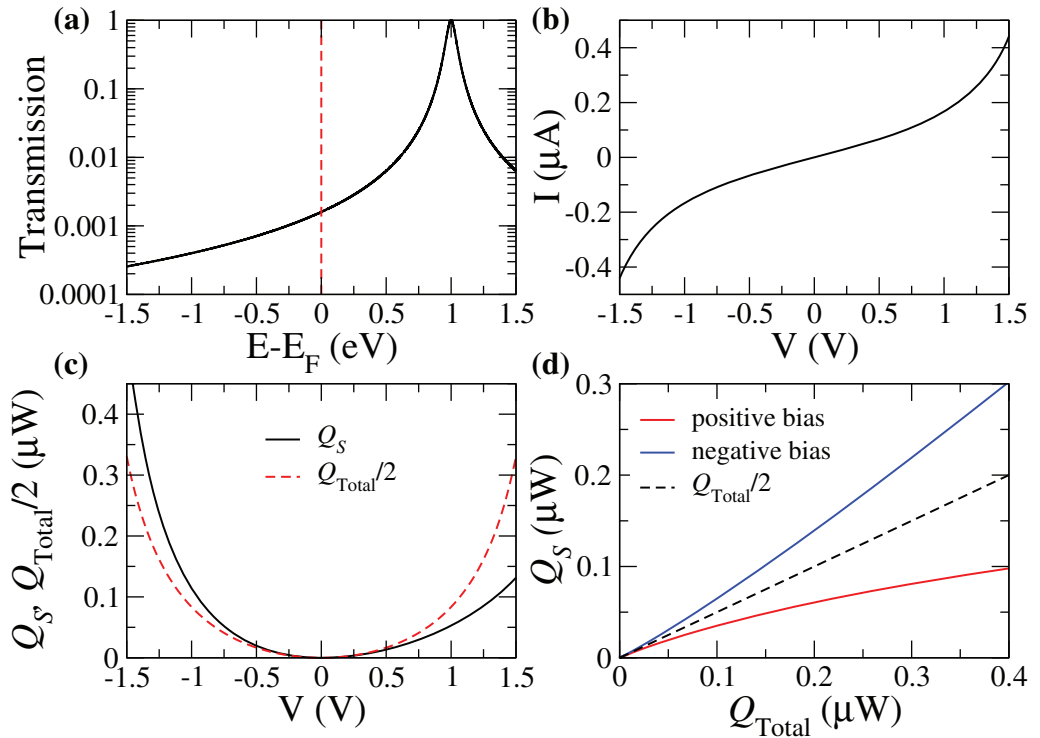 (a)
1
0.1
0.01
0.001
0.0001
Transmission
-1.5 -1 -0.5 0 0.5 1 1.5
E-E_F (eV)
(b)
0.4
0.2
0
-0.2
-0.4
I (μA)
-1.5 -1 -0.5 0 0.5 1 1.5
V (V)
(c)
0.4
0.3
0.2
0.1
0
Q_S, Q_Total/2 (μW)
Q_S
Q_Total/2
-1.5 -1 -0.5 0 0.5 1 1.5
V (V)
(d)
0.3
0.2
0.1
0
Q_S (μW)
positive bias
negative bias
Q_Total/2
0 0.1 0.2 0.3 0.4
Q_Total (μW)